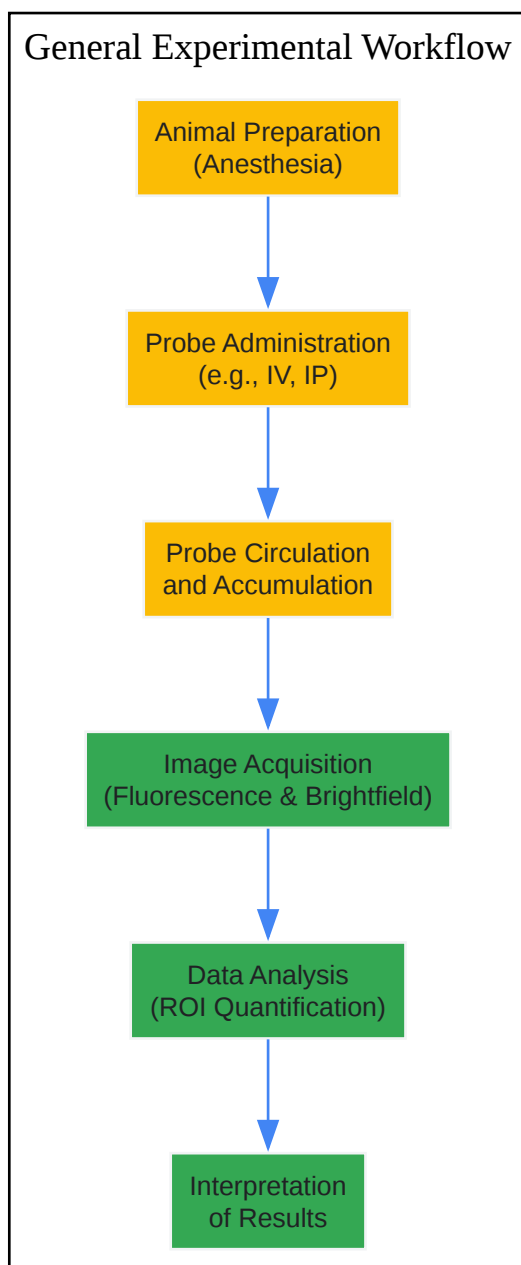 General Experimental Workflow
Animal Preparation
(Anesthesia)
Probe Administration
(e.g., IV, IP)
Probe Circulation
and Accumulation
Image Acquisition
(Fluorescence & Brightfield)
Data Analysis
(ROI Quantification)
Interpretation
of Results